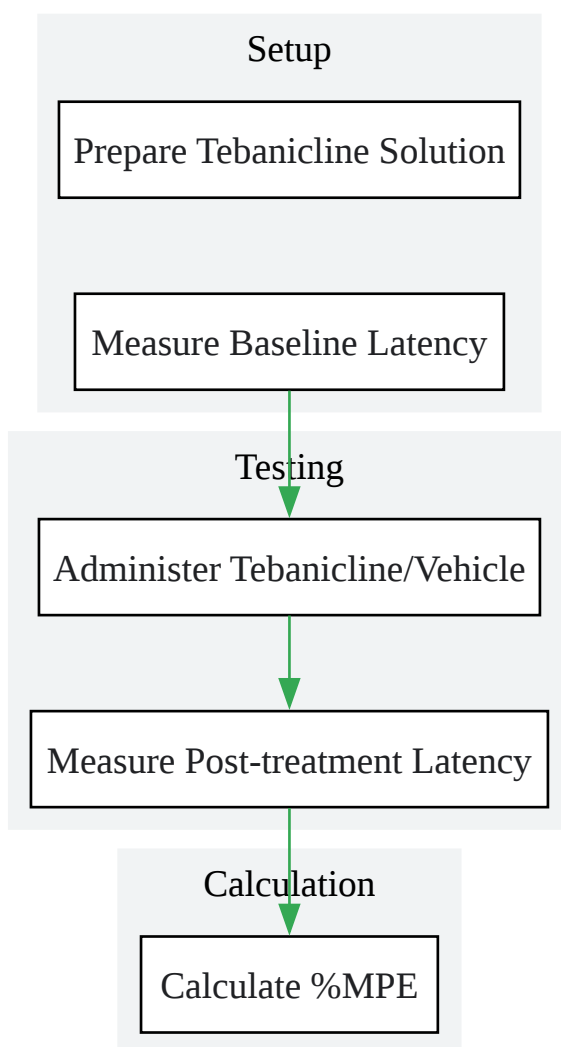 Setup
Prepare Tebanicline Solution
Measure Baseline Latency
Testing
Administer Tebanicline/Vehicle
Measure Post-treatment Latency
Calculation
Calculate %MPE